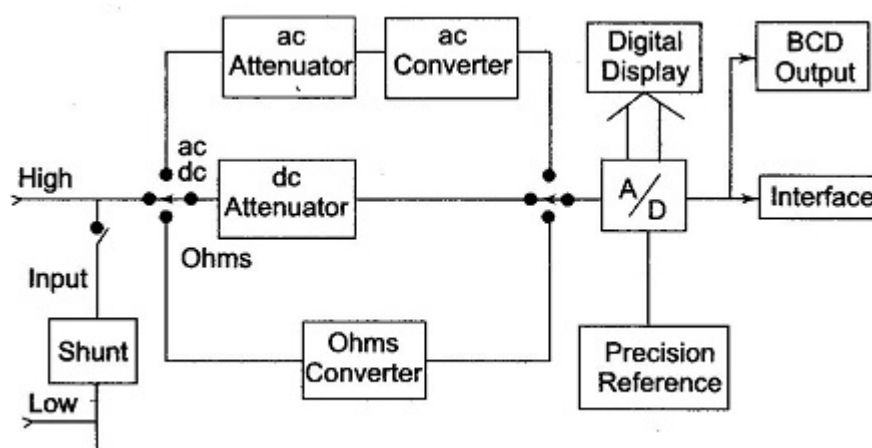 ac
Attenuator
ac
Converter
Digital
Display
BCD
Output
High
ac
dc
dc
Attenuator
A/D
Interface
Ohms
Input
Shunt
Ohms
Converter
Precision
Reference
Low